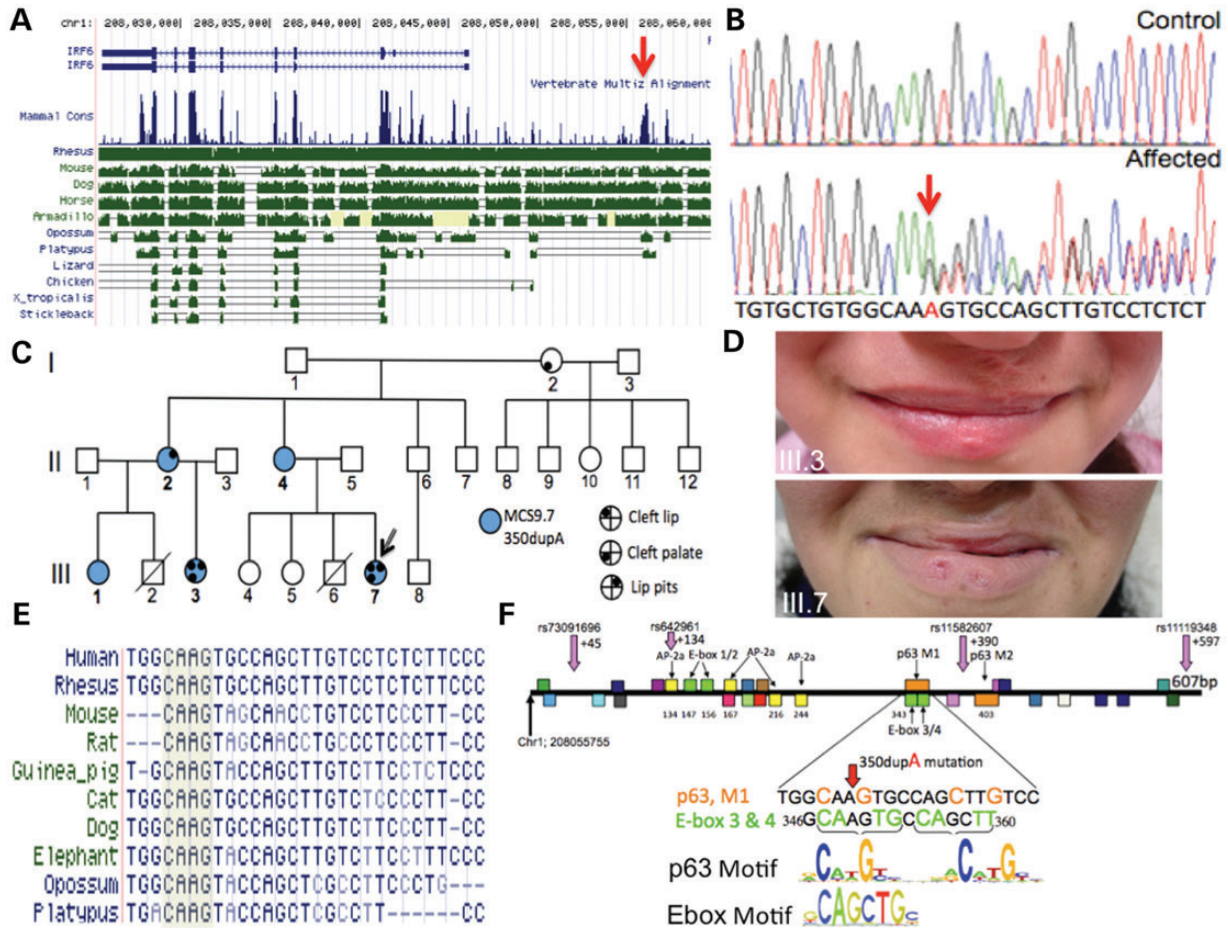 A
chr1: 208,030,000| 208,035,000| 208,040,000| 208,045,000| 208,050,000| 208,055,000| 208,060,000|
IRF6
IRF6
Vertebrate Multiz Alignment
Mammal Cons
Rhesus
Mouse
Dog
Horse
Armadillo
Opossum
Platypus
Lizard
Chicken
X_tropicalis
Stickleback
B
Control
Affected
TGTGCTGTGGCAAAGTGCCAGCTTGTCCTCTCT
C
I
1
2
3
II
1
2
3
4
5
6
7
8
9
10
11
12
MCS9.7
350dupA
Cleft lip
Cleft palate
Lip pits
III
1
2
3
4
5
6
7
8
D
III.3
III.7
E
Human TGGCAAGTGCCAGCTTGTCCTCTCTTCCC
Rhesus TGGCAAGTGCCAGCTTGTCCTCTCTTCCC
Mouse ---CAAGTAGCAACCTGTCCTCCCTT-CC
Rat ---CAAGTAGCAACCTGCCCTCCCTT-CC
Guinea_pig T-GCAAGTACCAGCTTGTCTTCCTCTCCC
Cat TGGCAAGTACCAGCTTGTCTCCCCTT-CC
Dog TGGCAAGTACCAGCTTGTCCTCCCTT-CC
Elephant TGGCAAGTACCAGCTTGTCTTCCTTTCCC
Opossum TGGCAAGTACCAGCTCGCCTTCCCTG---
Platypus TGACAAGTACCAGCTCGCCTT------CC
F
rs73091696
+45
rs642961
+134
rs11582607
+390
rs11119348
+597
AP-2a E-box 1/2 AP-2a AP-2a
p63 M1
p63 M2
607bp
134 147 156 167 216 244 343 403
E-box 3/4
Chr1; 208055755
350dupA mutation
p63, M1 TGGCAAGTGCCAGCTTGTCC
E-box 3 & 4 346GCAAGTGCCAGCTT360
p63 Motif
Ebox Motif
CAGCTG